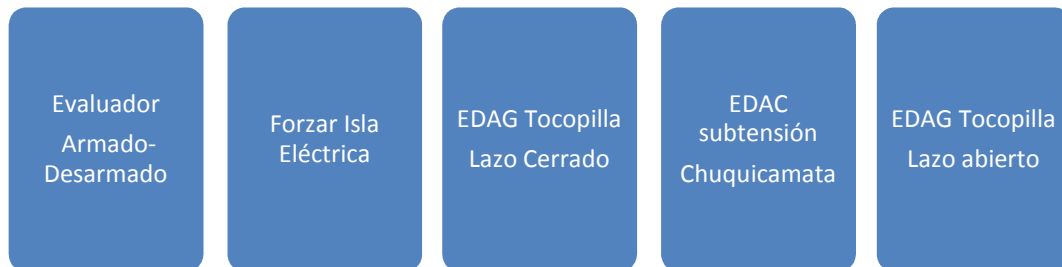 Evaluador
Armado-
Desarmado
Forzar Isla
Eléctrica
EDAG Tocopilla
Lazo Cerrado
EDAC
subtensión
Chuquicamata
EDAG Tocopilla
Lazo abierto